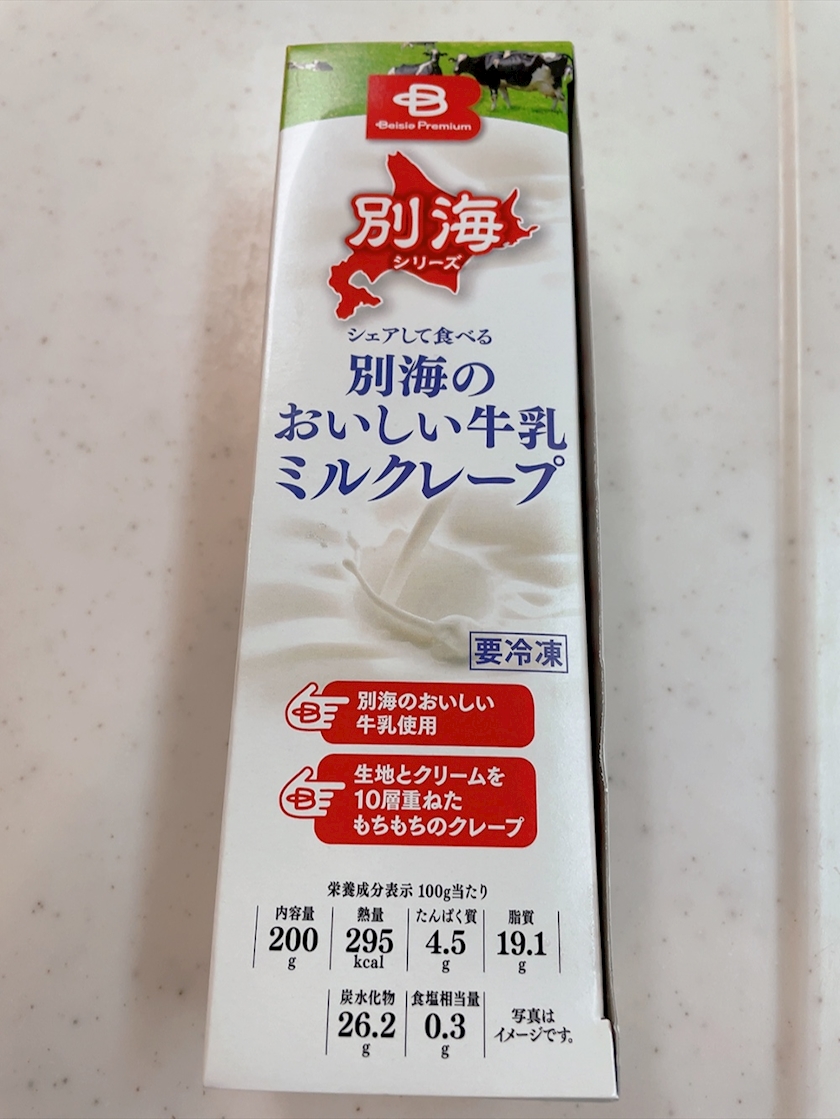 Beisia Premium
別海
シリーズ
シェアして食べる
別海の
おいしい牛乳
ミルクレープ
要冷凍
別海のおいしい
牛乳使用
生地とクリームを
10層重ねた
もちもちのクレープ
栄養成分表示 100g当たり
内容量 熱量 たんぱく質 脂質
200 295 4.5 19.1
g kcal g g
炭水化物 食塩相当量 写真は
26.2 0.3 イメージです。
g g